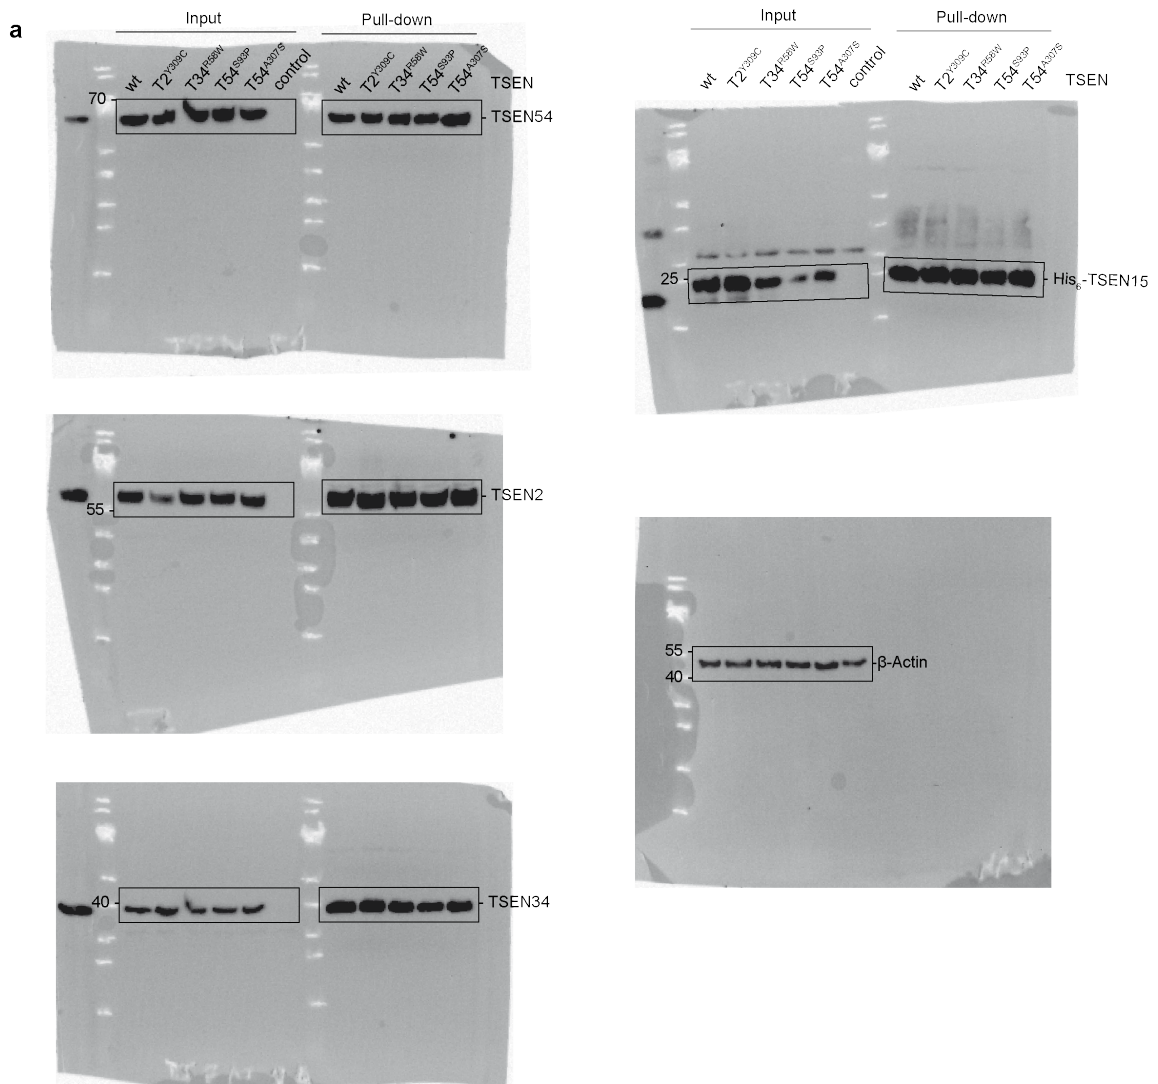 a
Input
Pull-down
wt T2Y309C T34R58W T54S93P T54A307S control
wt T2Y309C T34R58W T54S93P T54A307S
TSEN
70
TSEN54
55
TSEN2
40
TSEN34
Input
Pull-down
wt T2Y309C T34R58W T54S93P T54A307S control
wt T2Y309C T34R58W T54S93P T54A307S
TSEN
25
His6-TSEN15
55
40
β-Actin